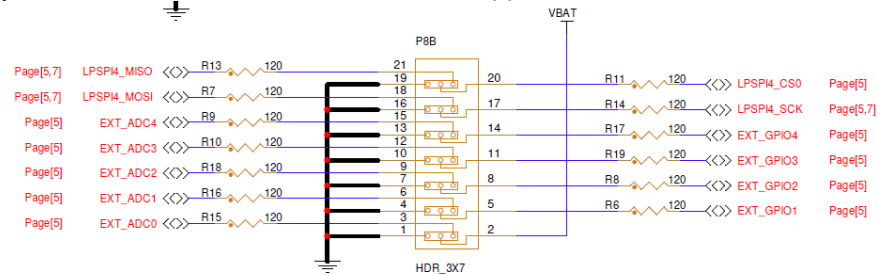 VBAT
P8B
Page[5,7] LPSPI4_MISO R13 120 21
19 20 R11 120 LPSPI4_CS0 Page[5]
Page[5,7] LPSPI4_MOSI R7 120 18
16 17 R14 120 LPSPI4_SCK Page[5,7]
Page[5] EXT_ADC4 R9 120 15
13 14 R17 120 EXT_GPIO4 Page[5]
Page[5] EXT_ADC3 R10 120 12
10 11 R19 120 EXT_GPIO3 Page[5]
Page[5] EXT_ADC2 R18 120 9
7 8 R8 120 EXT_GPIO2 Page[5]
Page[5] EXT_ADC1 R16 120 6
4 5 R6 120 EXT_GPIO1 Page[5]
Page[5] EXT_ADC0 R15 120 3
1 2
HDR_3X7